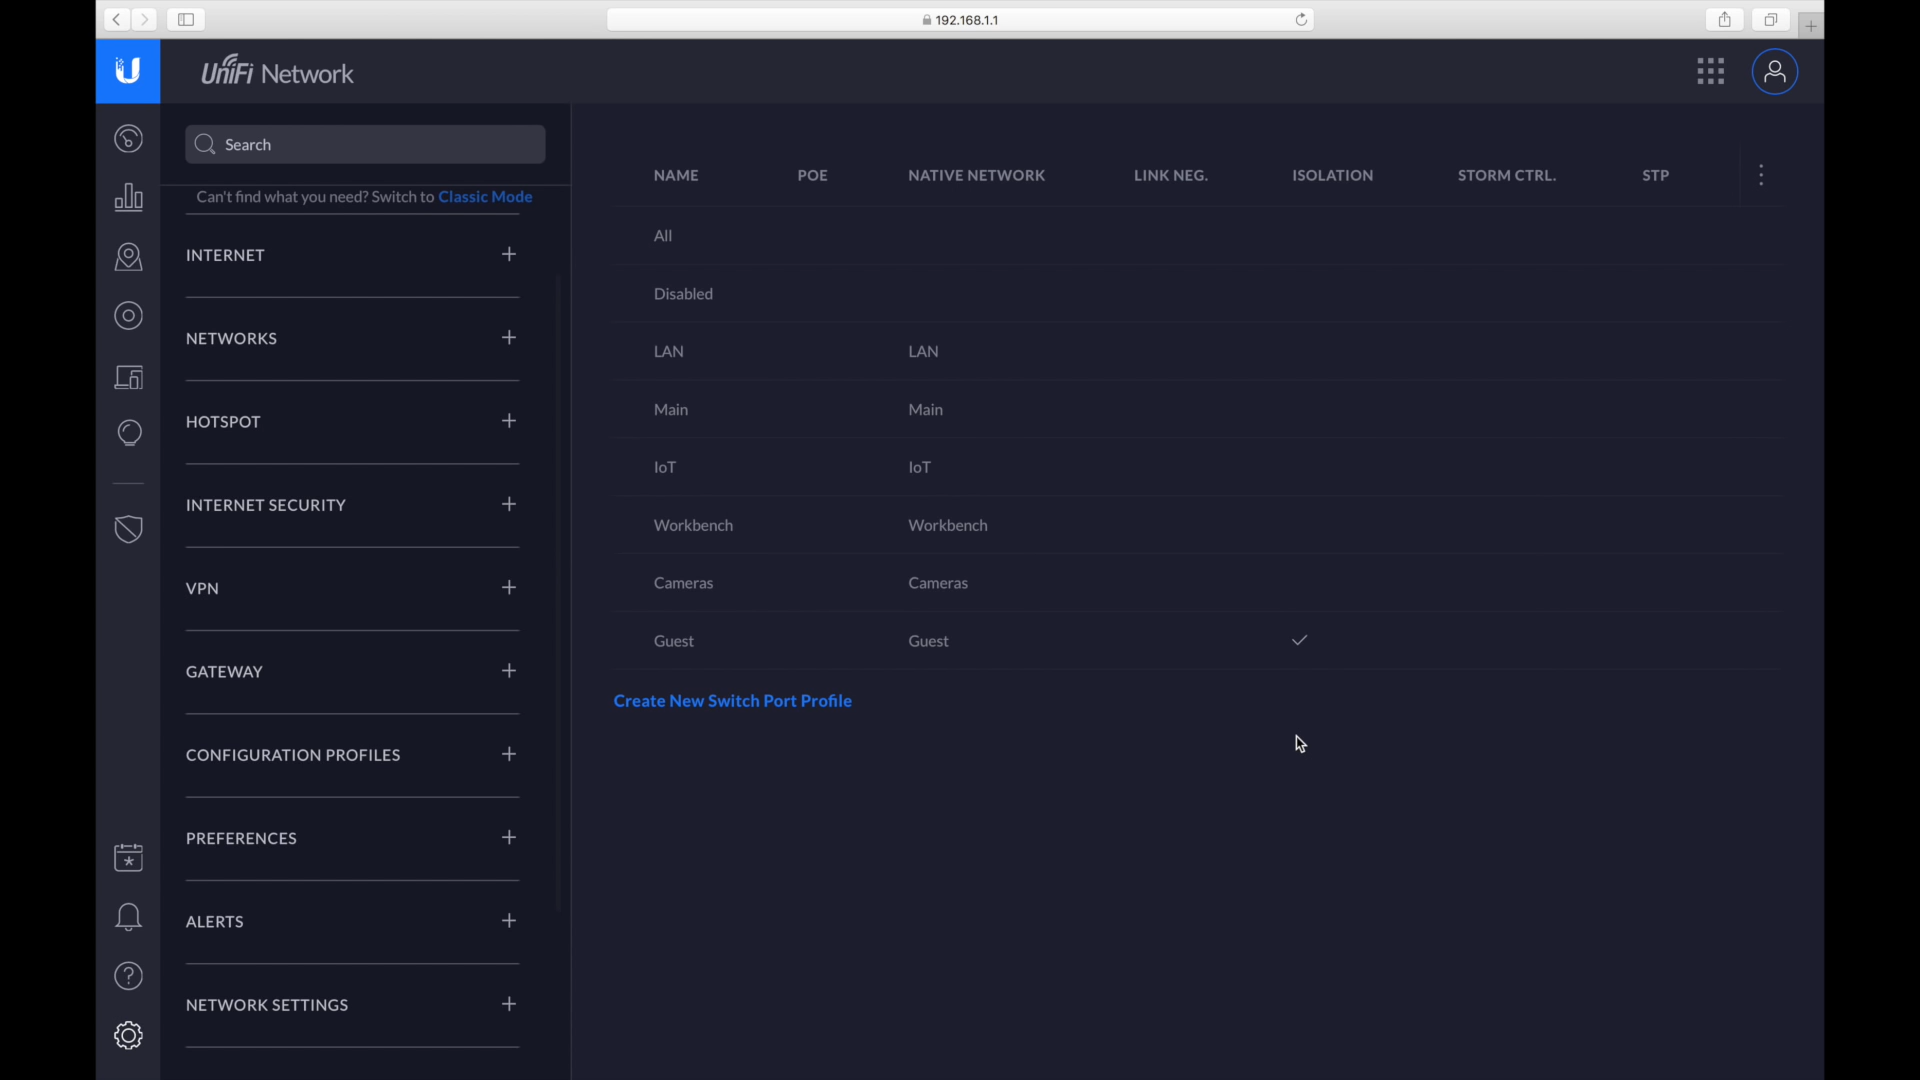 192.168.1.1
UniFi Network
Search
Can't find what you need? Switch to Classic Mode
INTERNET
NETWORKS
HOTSPOT
INTERNET SECURITY
VPN
GATEWAY
CONFIGURATION PROFILES
PREFERENCES
ALERTS
NETWORK SETTINGS
NAME POE NATIVE NETWORK LINK NEG. ISOLATION STORM CTRL. STP
All
Disabled
LAN LAN
Main Main
IoT IoT
Workbench Workbench
Cameras Cameras
Guest Guest
Create New Switch Port Profile